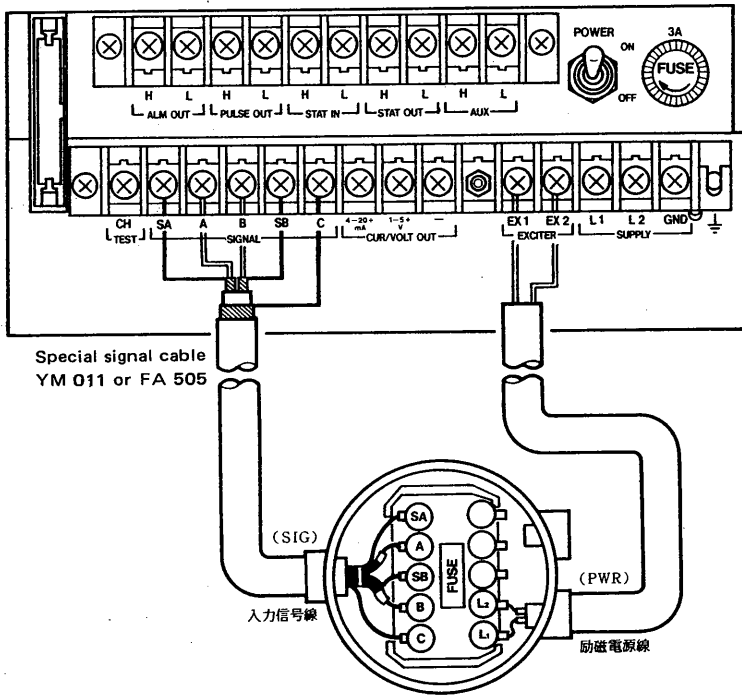 POWER
ON
OFF
3A
FUSE
H L H L H L H L H L
ALM OUT PULSE OUT STAT IN STAT OUT AUX
CH SA A B SB C 4-20+ mA 1-5+ V — EX 1 EX 2 L 1 L 2 GND
TEST SIGNAL CUR/VOLT OUT EXCITER SUPPLY
Special signal cable
YM 011 or FA 505
(SIG)
入力信号線
SA
A
SB
B
C
FUSE
L2
L1
(PWR)
励磁電源線